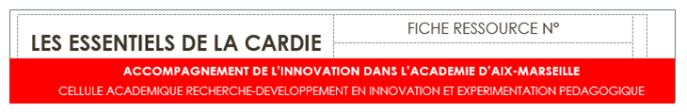 FICHE RESSOURCE N°
LES ESSENTIELS DE LA CARDIE
ACCOMPAGNEMENT DE L'INNOVATION DANS L'ACADEMIE D'AIX-MARSEILLE
CELLULE ACADEMIQUE RECHERCHE-DEVELOPPEMENT EN INNOVATION ET EXPERIMENTATION PEDAGOGIQUE